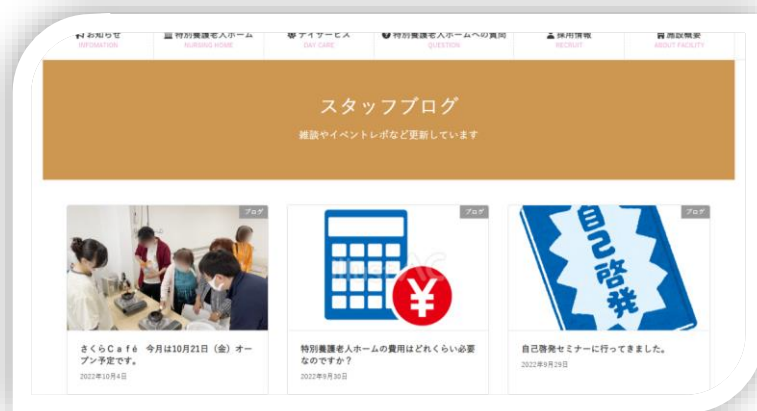 お知らせ
INFOMATION
特別養護老人ホーム
NURSING HOME
デイサービス
DAY CARE
特別養護老人ホームへの質問
QUESTION
採用情報
RECRUIT
施設概要
ABOUT FACILITY
スタッフブログ
雑談やイベントレポなど更新しています
ブログ
ブログ
自己啓発
ブログ
さくらCafé 今月は10月21日（金）オー
プン予定です。
2022年10月4日
特別養護老人ホームの費用はどれくらい必要
なのですか？
2022年9月30日
自己啓発セミナーに行ってきました。
2022年9月29日